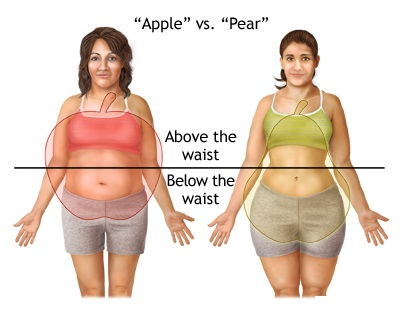 “Apple” vs. “Pear”
Above the
waist
Below the
waist